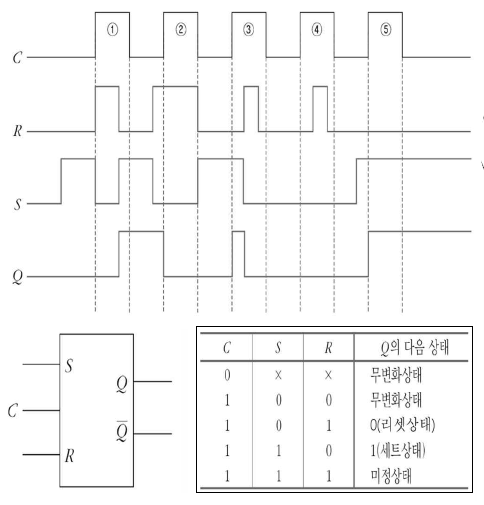 ① ② ③ ④ ⑤
C
R
S
Q
S
Q
C
Q̅
R
C S R Q의 다음 상태
0 × × 무변화상태
1 0 0 무변화상태
1 0 1 0(리셋상태)
1 1 0 1(세트상태)
1 1 1 미정상태